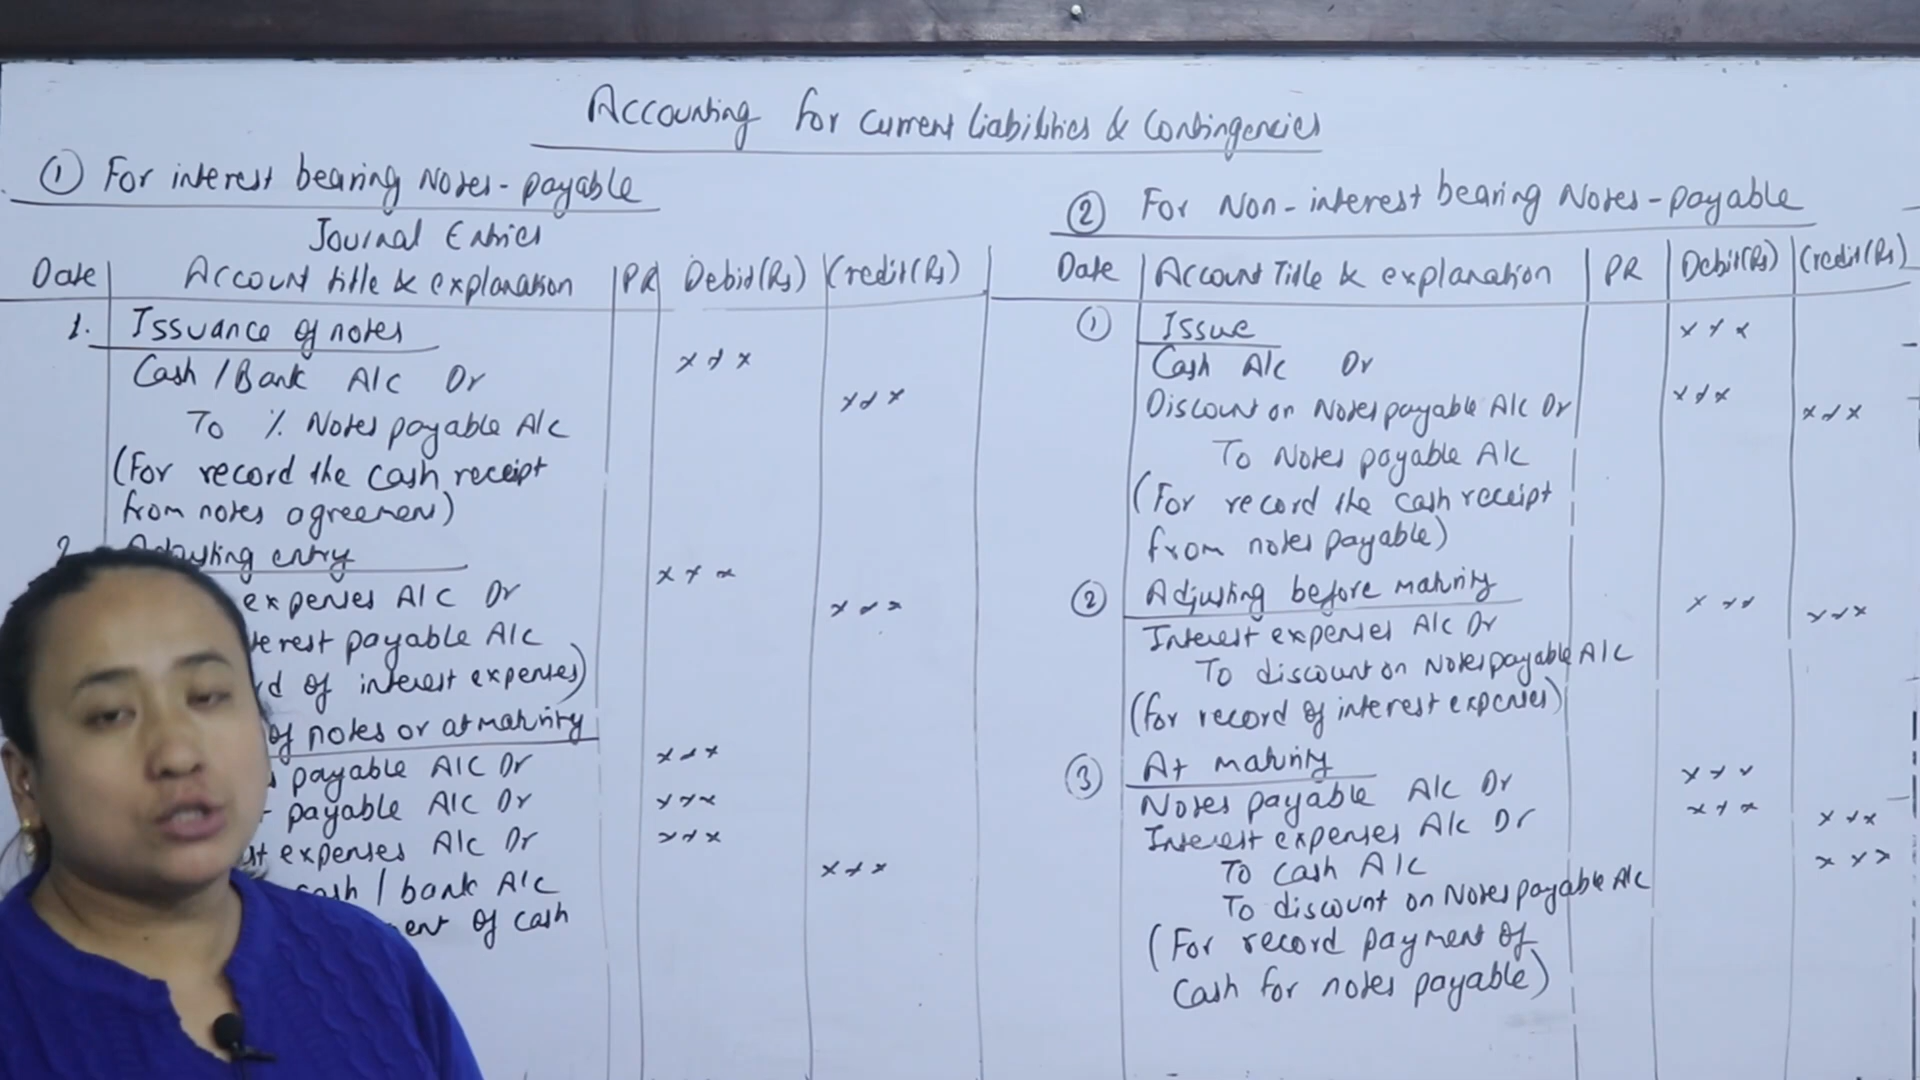 Accounting for Current Liabilities & Contingencies
① For interest bearing Notes-payable
Journal Entries
Date Account title & explanation PR Debit(Rs) Credit(Rs)
1. Issuance of notes
Cash/Bank A/C Dr xxx
To % Notes payable A/C xxx
(For record the cash receipt
from notes agreement)
2. Adjusting entry
expenses A/C Dr xxx
payable A/C xxx
of interest expenses)
of notes or at maturity
payable A/C Dr xxx
payable A/C Dr xxx
expenses A/C Dr xxx
cash / bank A/C xxx
of cash
② For Non-interest bearing Notes-payable
Date Account Title & explanation PR Debit(Rs) Credit(Rs)
① Issue
Cash A/C Dr xxx
Discount on Notes payable A/C Dr xxx
To Notes payable A/C xxx
(For record the cash receipt
from notes payable)
② Adjusting before maturity
Interest expenses A/C Dr xxx
To discount on Notes payable A/C xxx
(for record of interest expenses)
③ At maturity
Notes payable A/C Dr xxx
Interest expenses A/C Dr xxx
To cash A/C xxx
To discount on Notes payable A/C xxx
(For record payment of
Cash for notes payable)